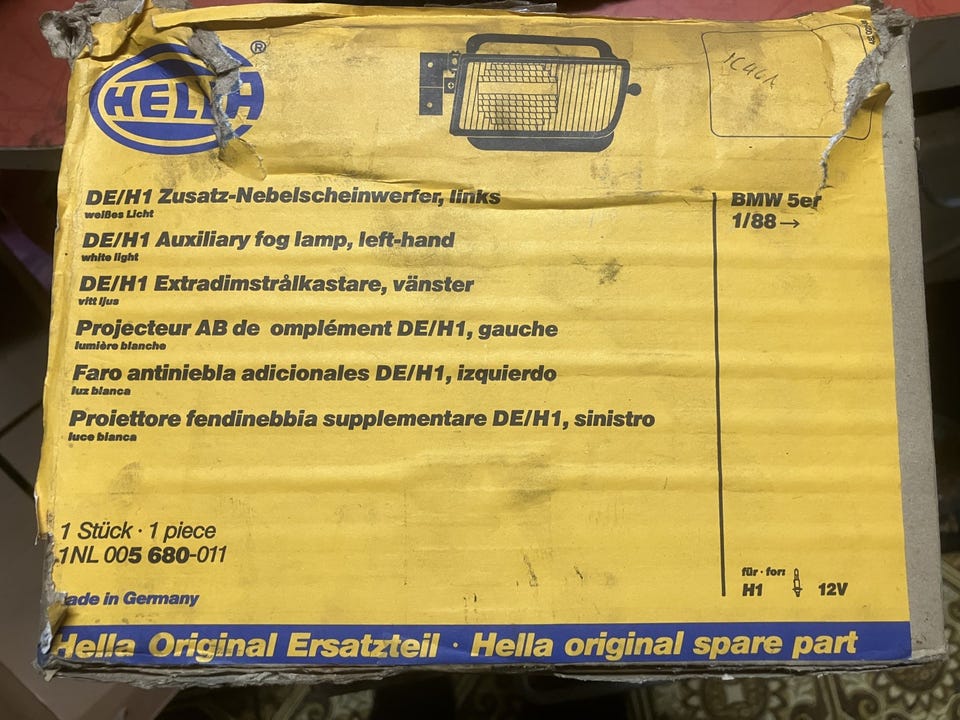 HELLA
®
DE/H1 Zusatz-Nebelscheinwerfer, links
weißes Licht
DE/H1 Auxiliary fog lamp, left-hand
white light
DE/H1 Extradimstrålkastare, vänster
vitt ljus
Projecteur AB de omplément DE/H1, gauche
lumière blanche
Faro antiniebla adicionales DE/H1, izquierdo
luz blanca
Proiettore fendinebbia supplementare DE/H1, sinistro
luce bianca
BMW 5er
1/88→
1 Stück · 1 piece
1NL 005 680-011
für · for:
H1 12V
ade in Germany
Hella Original Ersatzteil · Hella original spare part